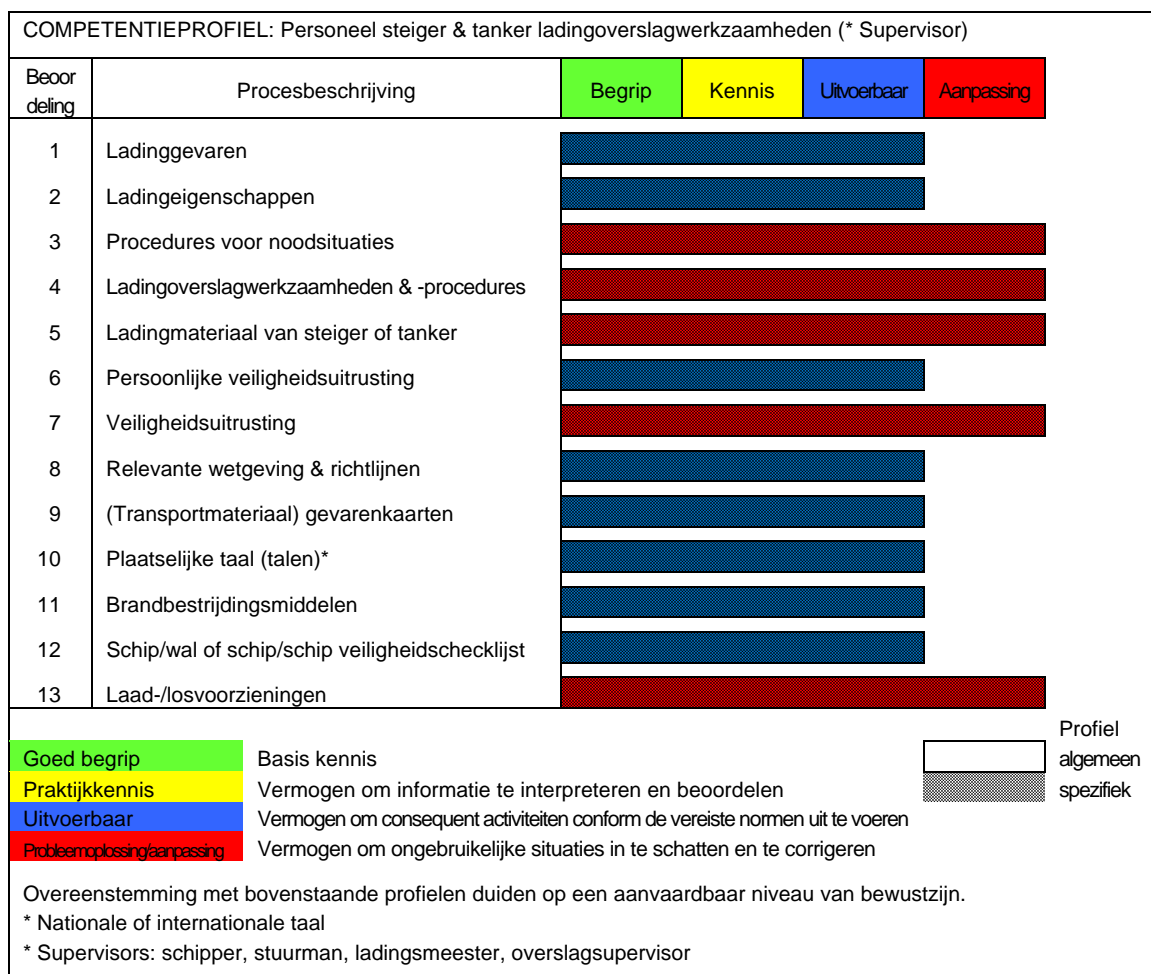 COMPETENTIEPROFIEL: Personeel steiger & tanker ladingoverslagwerkzaamheden (* Supervisor)
Beoor
deling
Procesbeschrijving
Begrip
Kennis
Uitvoerbaar
Aanpassing
1 Ladinggevaren
2 Ladingeigenschappen
3 Procedures voor noodsituaties
4 Ladingoverslagwerkzaamheden & -procedures
5 Ladingmateriaal van steiger of tanker
6 Persoonlijke veiligheidsuitrusting
7 Veiligheidsuitrusting
8 Relevante wetgeving & richtlijnen
9 (Transportmateriaal) gevarenkaarten
10 Plaatselijke taal (talen)*
11 Brandbestrijdingsmiddelen
12 Schip/wal of schip/schip veiligheidschecklijst
13 Laad-/losvoorzieningen
Profiel
Goed begrip Basis kennis algemeen
Praktijkkennis Vermogen om informatie te interpreteren en beoordelen spezifiek
Uitvoerbaar Vermogen om consequent activiteiten conform de vereiste normen uit te voeren
Probleemoplossing/aanpassing Vermogen om ongebruikelijke situaties in te schatten en te corrigeren
Overeenstemming met bovenstaande profielen duiden op een aanvaardbaar niveau van bewustzijn.
* Nationale of internationale taal
* Supervisors: schipper, stuurman, ladingsmeester, overslagsupervisor